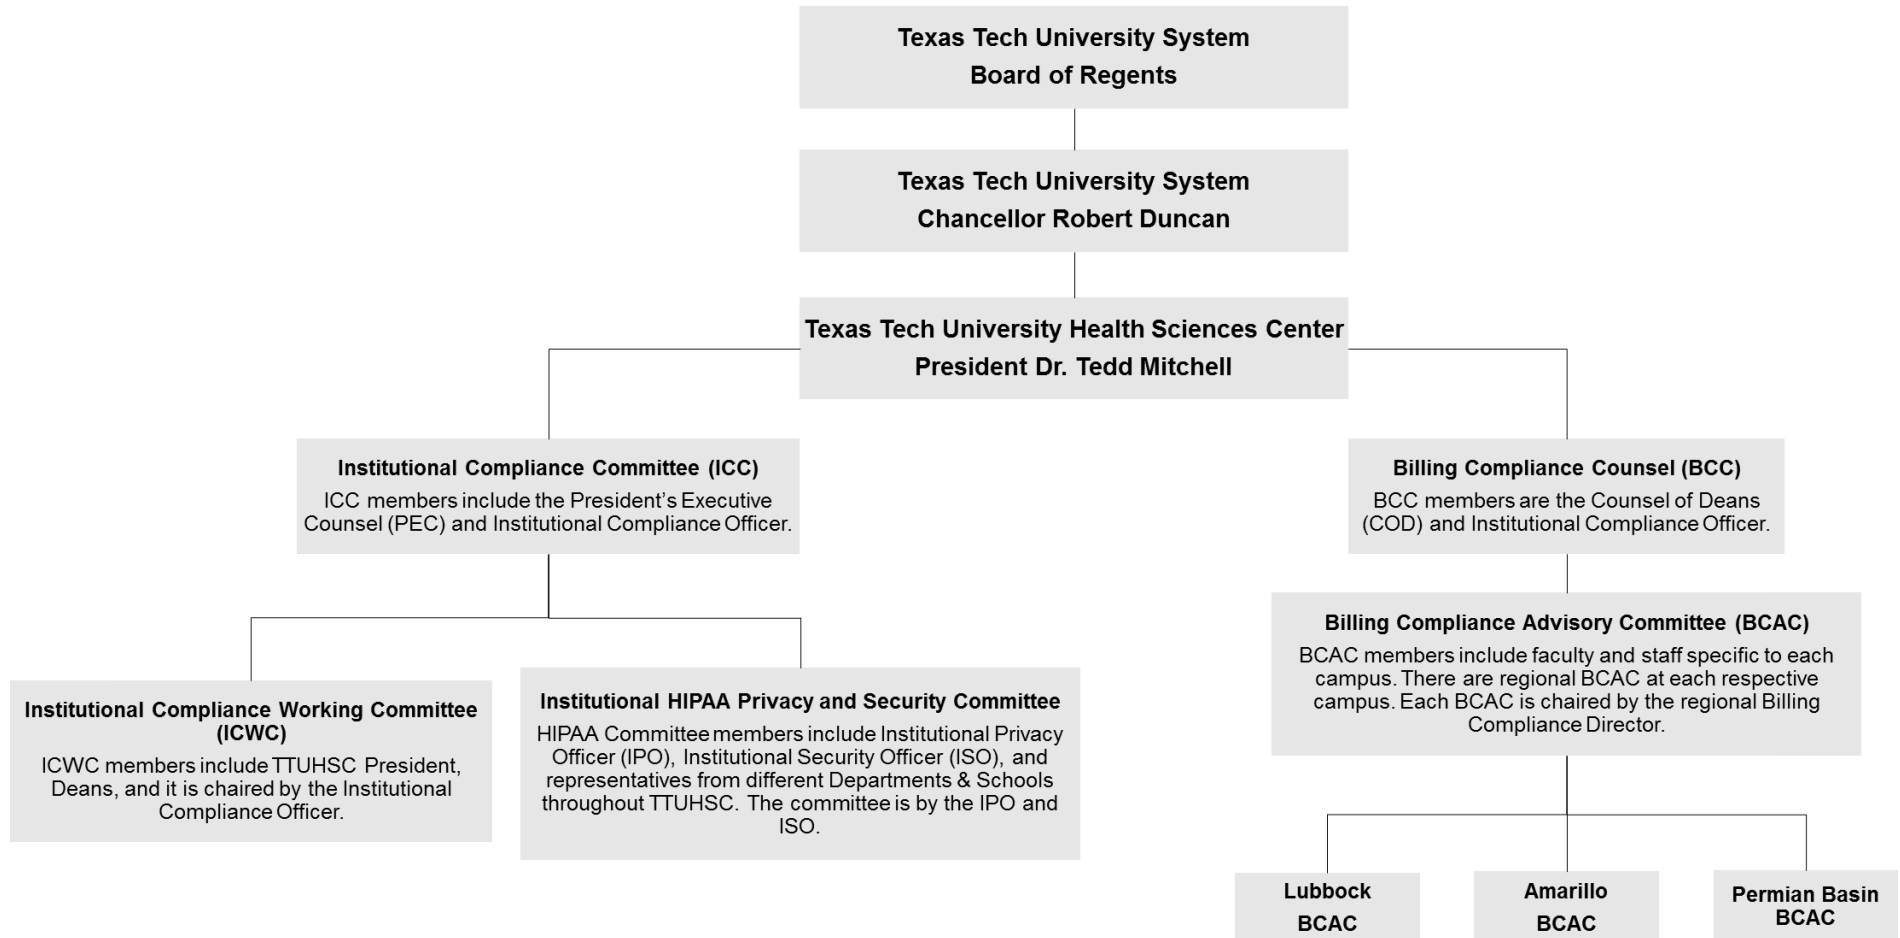 Texas Tech University System
Board of Regents
Texas Tech University System
Chancellor Robert Duncan
Texas Tech University Health Sciences Center
President Dr. Tedd Mitchell
Institutional Compliance Committee (ICC)
ICC members include the President’s Executive
Counsel (PEC) and Institutional Compliance Officer.
Billing Compliance Counsel (BCC)
BCC members are the Counsel of Deans
(COD) and Institutional Compliance Officer.
Institutional Compliance Working Committee
(ICWC)
ICWC members include TTUHSC President,
Deans, and it is chaired by the Institutional
Compliance Officer.
Institutional HIPAA Privacy and Security Committee
HIPAA Committee members include Institutional Privacy
Officer (IPO), Institutional Security Officer (ISO), and
representatives from different Departments & Schools
throughout TTUHSC. The committee is by the IPO and
ISO.
Billing Compliance Advisory Committee (BCAC)
BCAC members include faculty and staff specific to each
campus. There are regional BCAC at each respective
campus. Each BCAC is chaired by the regional Billing
Compliance Director.
Lubbock
BCAC
Amarillo
BCAC
Permian Basin
BCAC